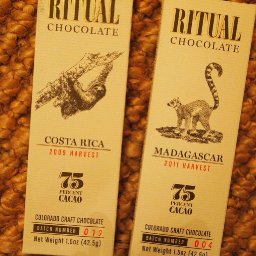 RITUAL
CHOCOLATE
COSTA RICA
2009 HARVEST
75
PERCENT
CACAO
COLORADO CRAFT CHOCOLATE
BATCH NUMBER 019
Net Weight 1.5oz (42.5g)
RITUAL
CHOCOLATE
MADAGASCAR
2011 HARVEST
75
PERCENT
CACAO
COLORADO CRAFT CHOCOLATE
BATCH NUMBER 004
Net Weight 1.5oz (42.5g)